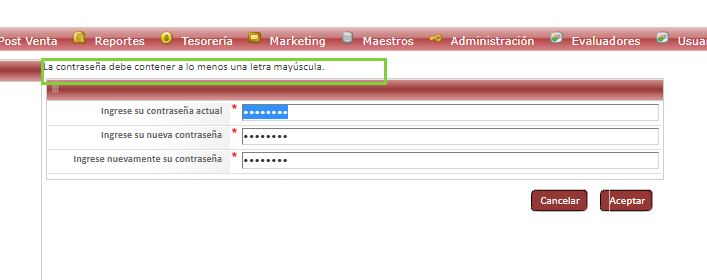 Post Venta Reportes Tesorería Marketing Maestros Administración Evaluadores
La contraseña debe contener a lo menos una letra mayúscula.
Ingrese su contraseña actual * ••••••••
Ingrese su nueva contraseña * ••••••••
Ingrese nuevamente su contraseña * ••••••••
Cancelar Aceptar